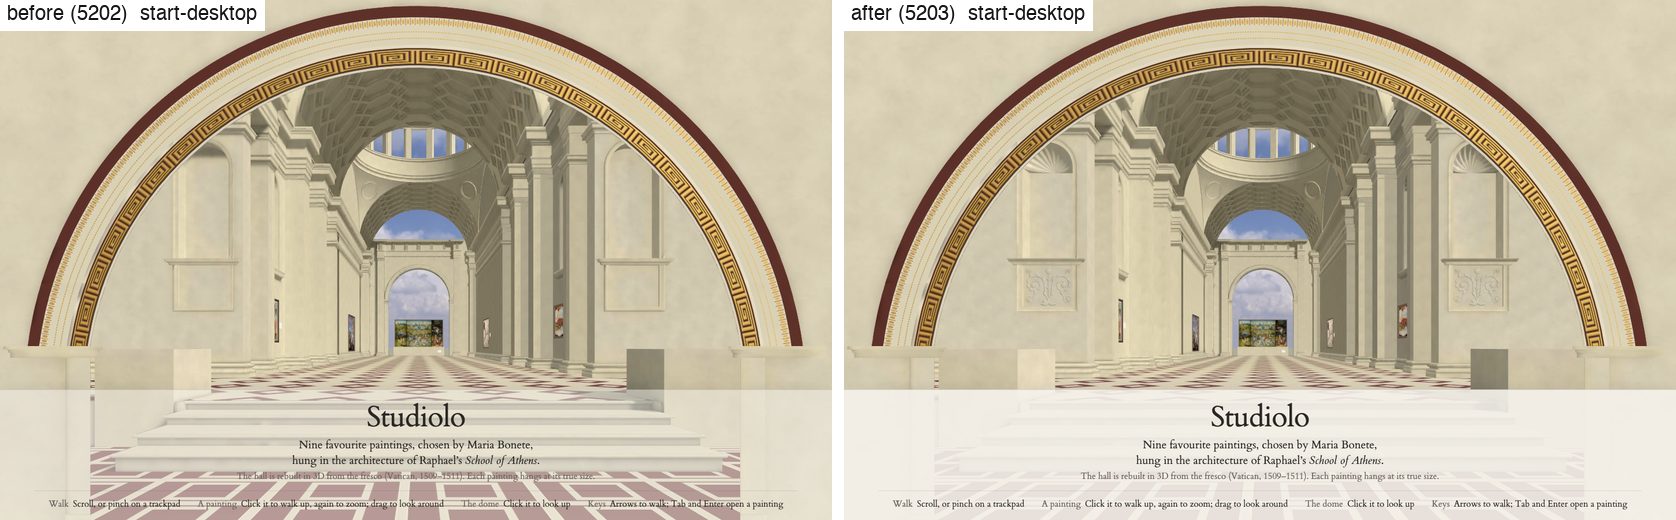 before (5202) start-desktop
Studiolo
Nine favourite paintings, chosen by Maria Bonete,
hung in the architecture of Raphael's School of Athens.
The hall is rebuilt in 3D from the fresco (Vatican, 1509–1511). Each painting hangs at its true size.
Walk Scroll, or pinch on a trackpad A painting Click it to walk up, again to zoom; drag to look around The dome Click it to look up Keys Arrows to walk; Tab and Enter open a painting
after (5203) start-desktop
Studiolo
Nine favourite paintings, chosen by Maria Bonete,
hung in the architecture of Raphael's School of Athens.
The hall is rebuilt in 3D from the fresco (Vatican, 1509–1511). Each painting hangs at its true size.
Walk Scroll, or pinch on a trackpad A painting Click it to walk up, again to zoom; drag to look around The dome Click it to look up Keys Arrows to walk; Tab and Enter open a painting